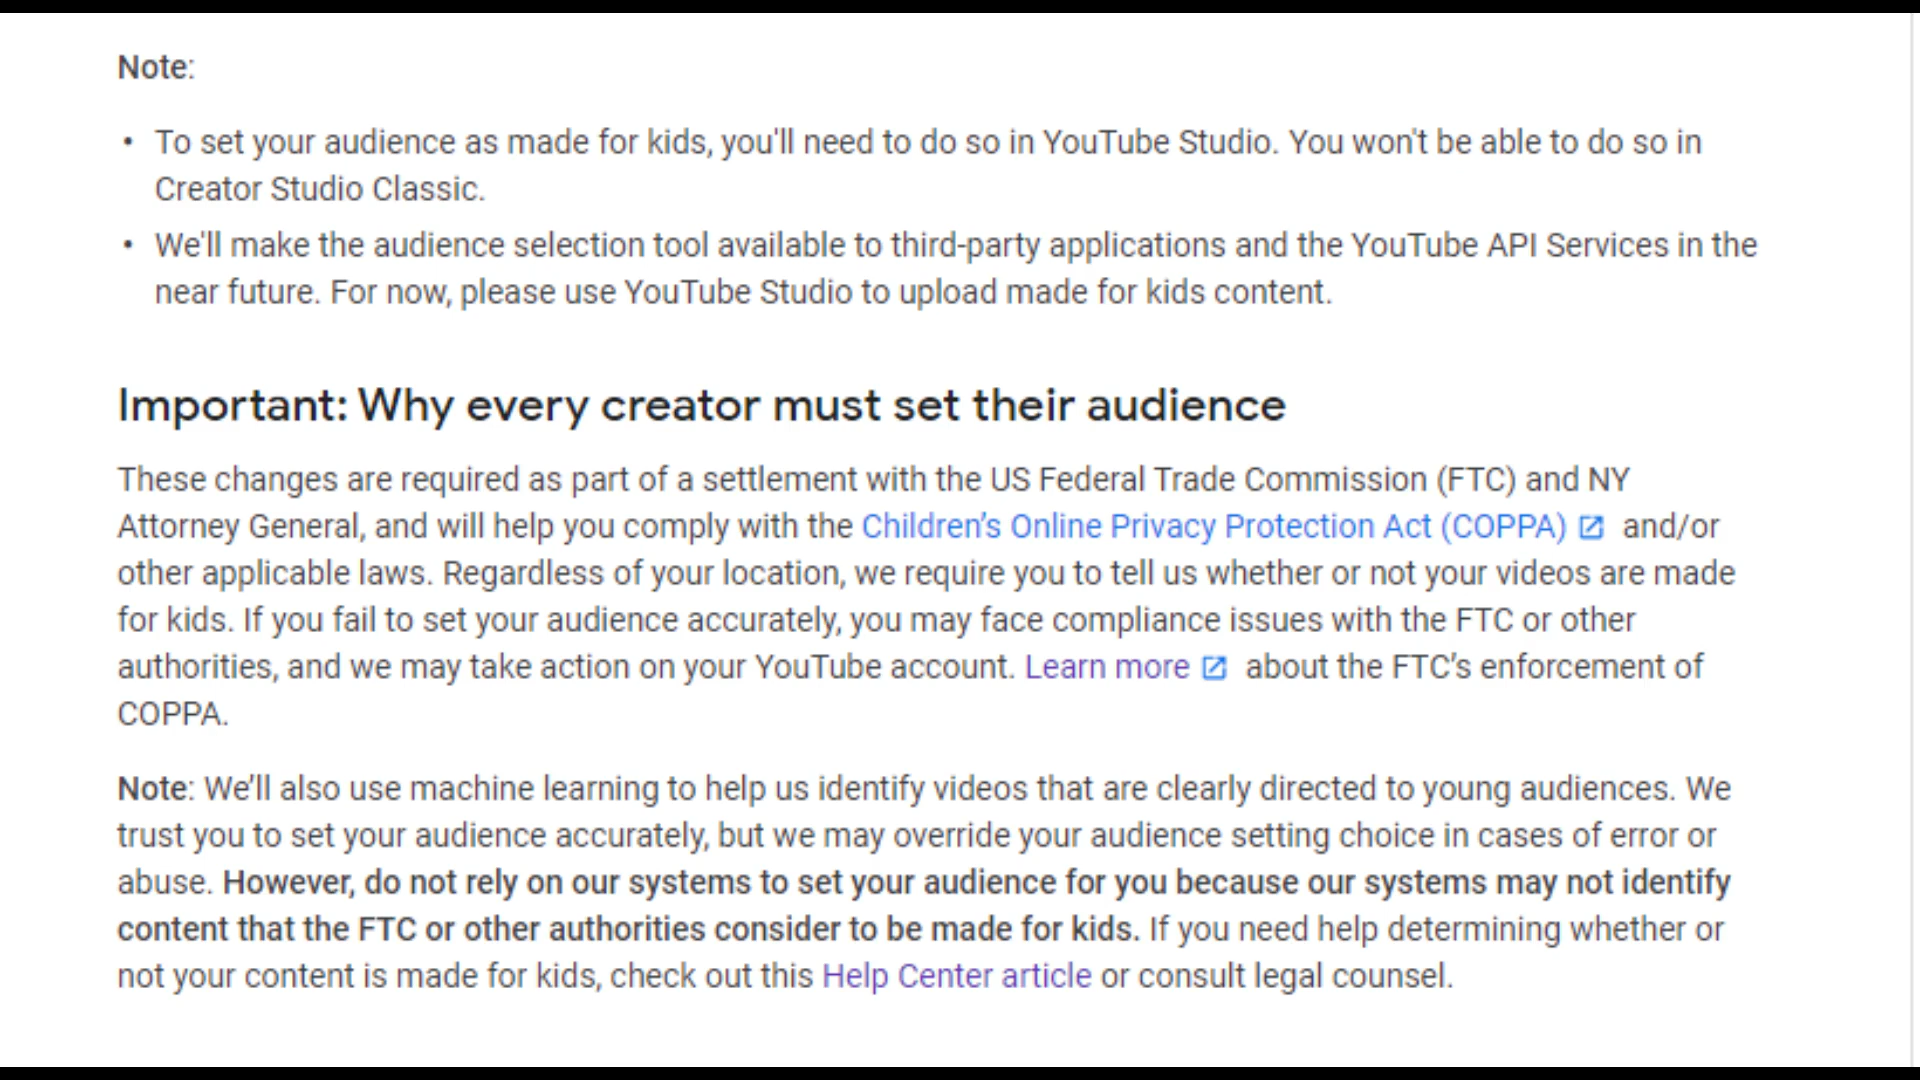 Note:
• To set your audience as made for kids, you'll need to do so in YouTube Studio. You won't be able to do so in
Creator Studio Classic.
• We'll make the audience selection tool available to third-party applications and the YouTube API Services in the
near future. For now, please use YouTube Studio to upload made for kids content.
Important: Why every creator must set their audience
These changes are required as part of a settlement with the US Federal Trade Commission (FTC) and NY
Attorney General, and will help you comply with the Children’s Online Privacy Protection Act (COPPA) and/or
other applicable laws. Regardless of your location, we require you to tell us whether or not your videos are made
for kids. If you fail to set your audience accurately, you may face compliance issues with the FTC or other
authorities, and we may take action on your YouTube account. Learn more about the FTC’s enforcement of
COPPA.
Note: We’ll also use machine learning to help us identify videos that are clearly directed to young audiences. We
trust you to set your audience accurately, but we may override your audience setting choice in cases of error or
abuse. However, do not rely on our systems to set your audience for you because our systems may not identify
content that the FTC or other authorities consider to be made for kids. If you need help determining whether or
not your content is made for kids, check out this Help Center article or consult legal counsel.